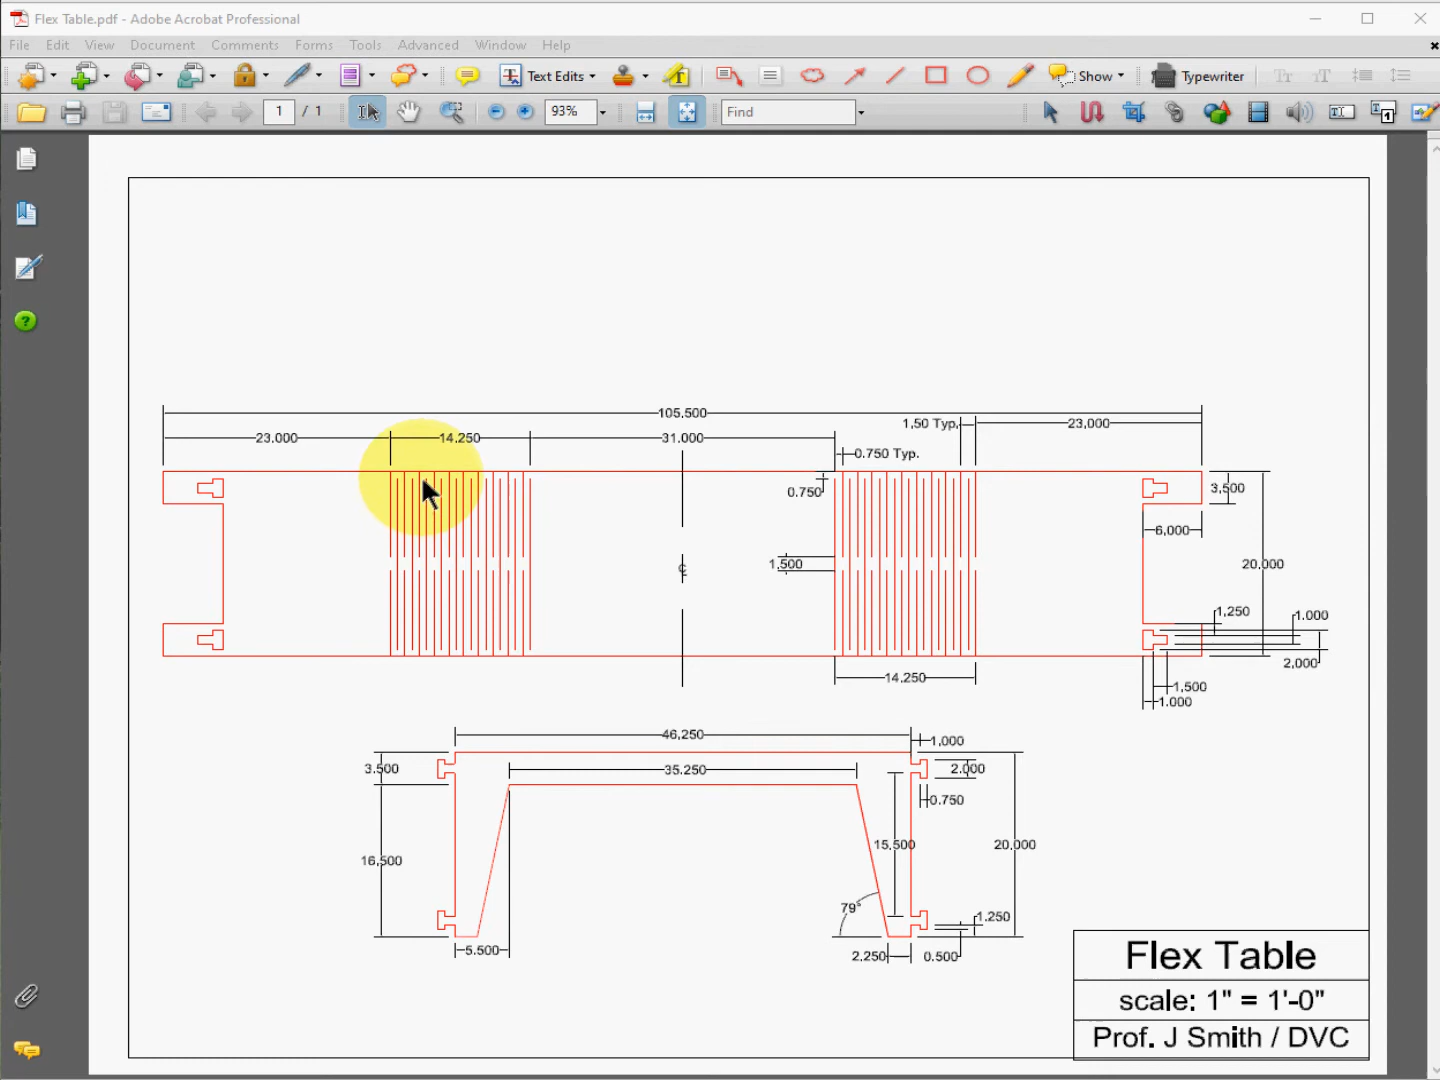 Flex Table.pdf - Adobe Acrobat Professional
File Edit View Document Comments Forms Tools Advanced Window Help
Text Edits Show Typewriter
1 / 1 93% Find
105.500
1.50 Typ. 23.000
23.000 14.250 31.000
0.750 Typ.
0.750 3.500
6.000
1.500 20.000
1.250 1.000
2.000
14.250 1.500
1.000
46.250 1.000
3.500 35.250 2.000
0.750
15.500 20.000
16.500
79°
1.250
5.500 2.250 0.500
Flex Table
scale: 1" = 1'-0"
Prof. J Smith / DVC